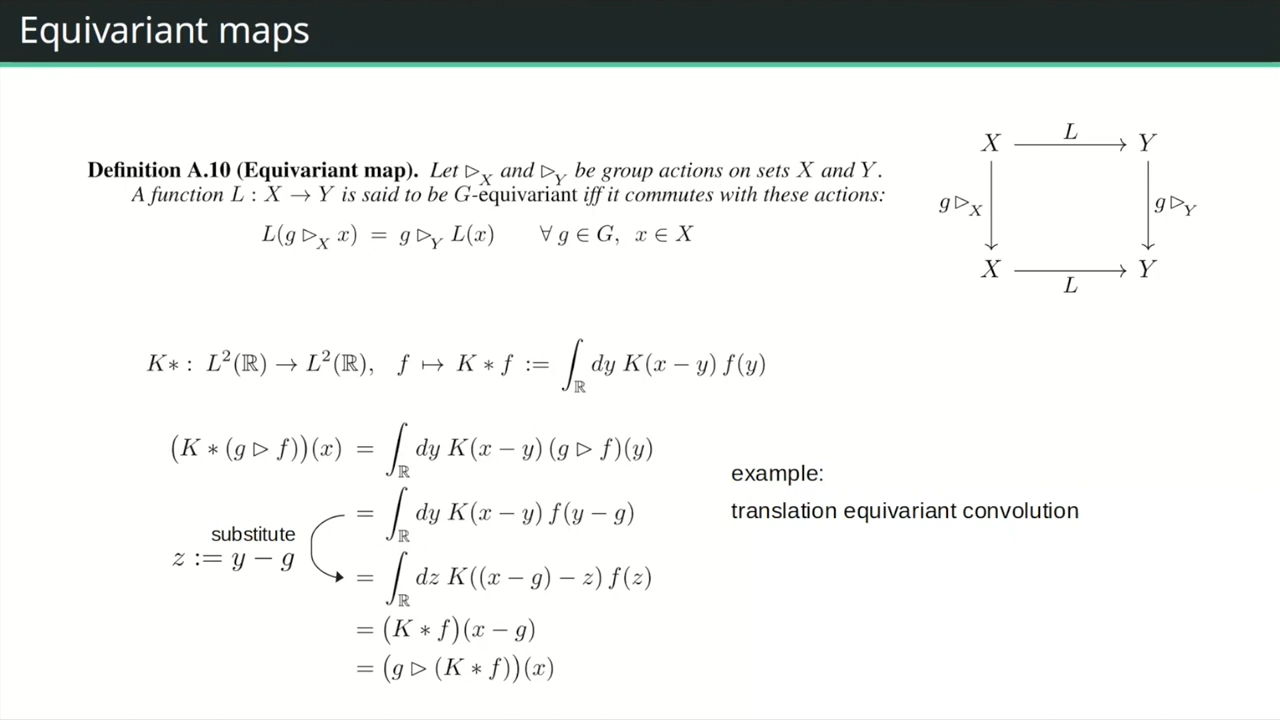 Equivariant maps
Definition A.10 (Equivariant map). Let ▷_X and ▷_Y be group actions on sets X and Y.
A function L : X → Y is said to be G-equivariant iff it commutes with these actions:
L(g ▷_X x) = g ▷_Y L(x) ∀ g ∈ G, x ∈ X
X L Y
g ▷_X g ▷_Y
X L Y
K∗ : L²(ℝ) → L²(ℝ), f ↦ K ∗ f := ∫_ℝ dy K(x − y) f(y)
(K ∗ (g ▷ f))(x) = ∫_ℝ dy K(x − y) (g ▷ f)(y)
= ∫_ℝ dy K(x − y) f(y − g)
substitute
z := y − g
= ∫_ℝ dz K((x − g) − z) f(z)
= (K ∗ f)(x − g)
= (g ▷ (K ∗ f))(x)
example:
translation equivariant convolution